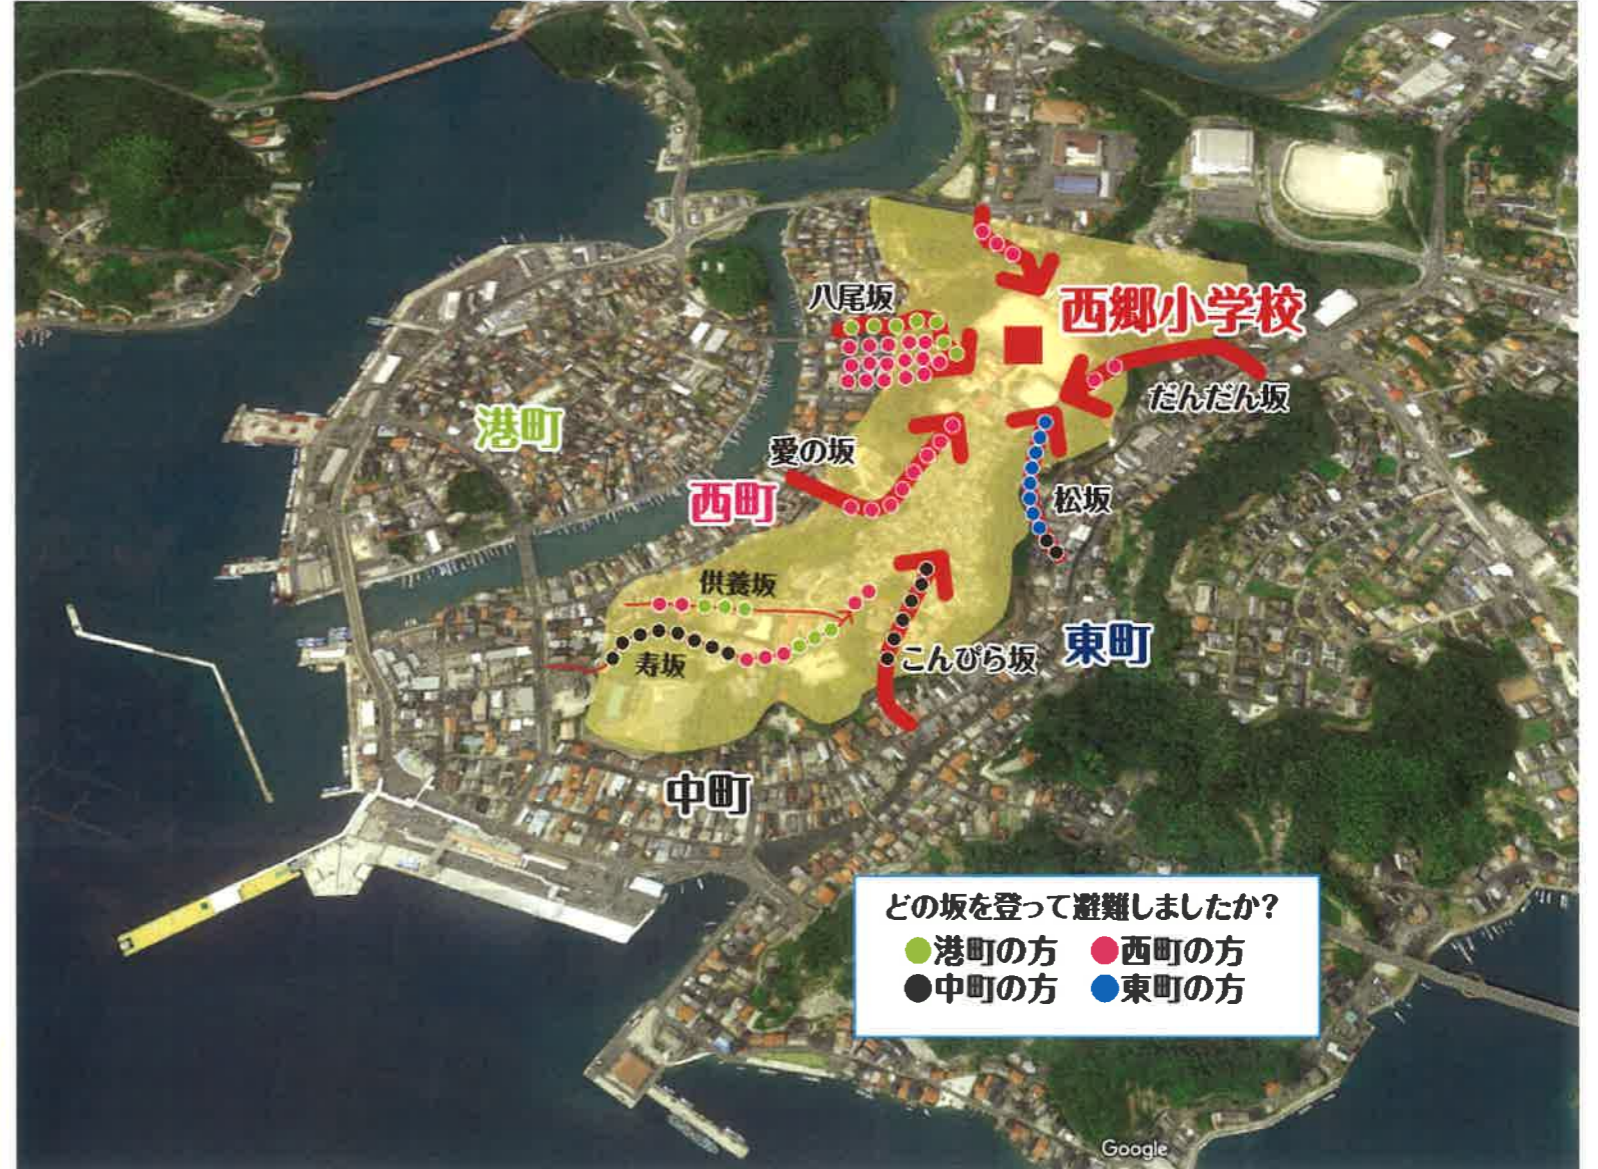 八尾坂
西郷小学校
だんだん坂
港町
愛の坂
西町
松坂
供養坂
寿坂
こんぴら坂
東町
中町
どの坂を登って避難しましたか?
港町の方 西町の方
中町の方 東町の方
Google